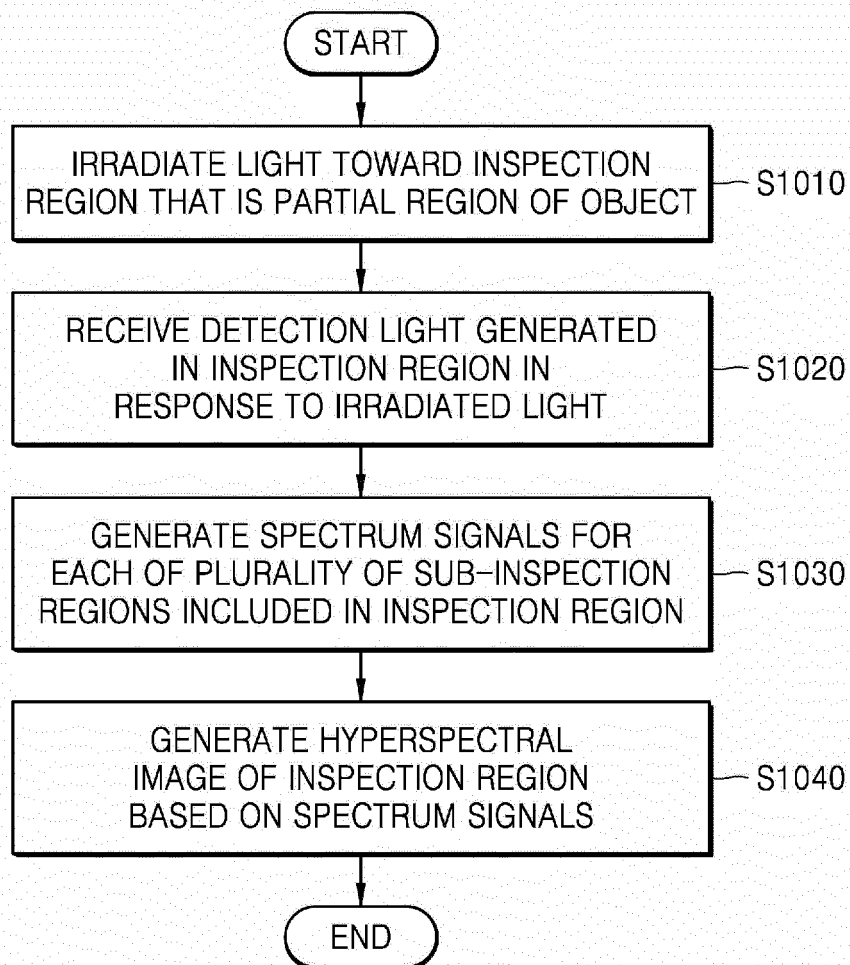 START
IRRADIATE LIGHT TOWARD INSPECTION
REGION THAT IS PARTIAL REGION OF OBJECT
S1010
RECEIVE DETECTION LIGHT GENERATED
IN INSPECTION REGION IN
RESPONSE TO IRRADIATED LIGHT
S1020
GENERATE SPECTRUM SIGNALS FOR
EACH OF PLURALITY OF SUB-INSPECTION
REGIONS INCLUDED IN INSPECTION REGION
S1030
GENERATE HYPERSPECTRAL
IMAGE OF INSPECTION REGION
BASED ON SPECTRUM SIGNALS
S1040
END